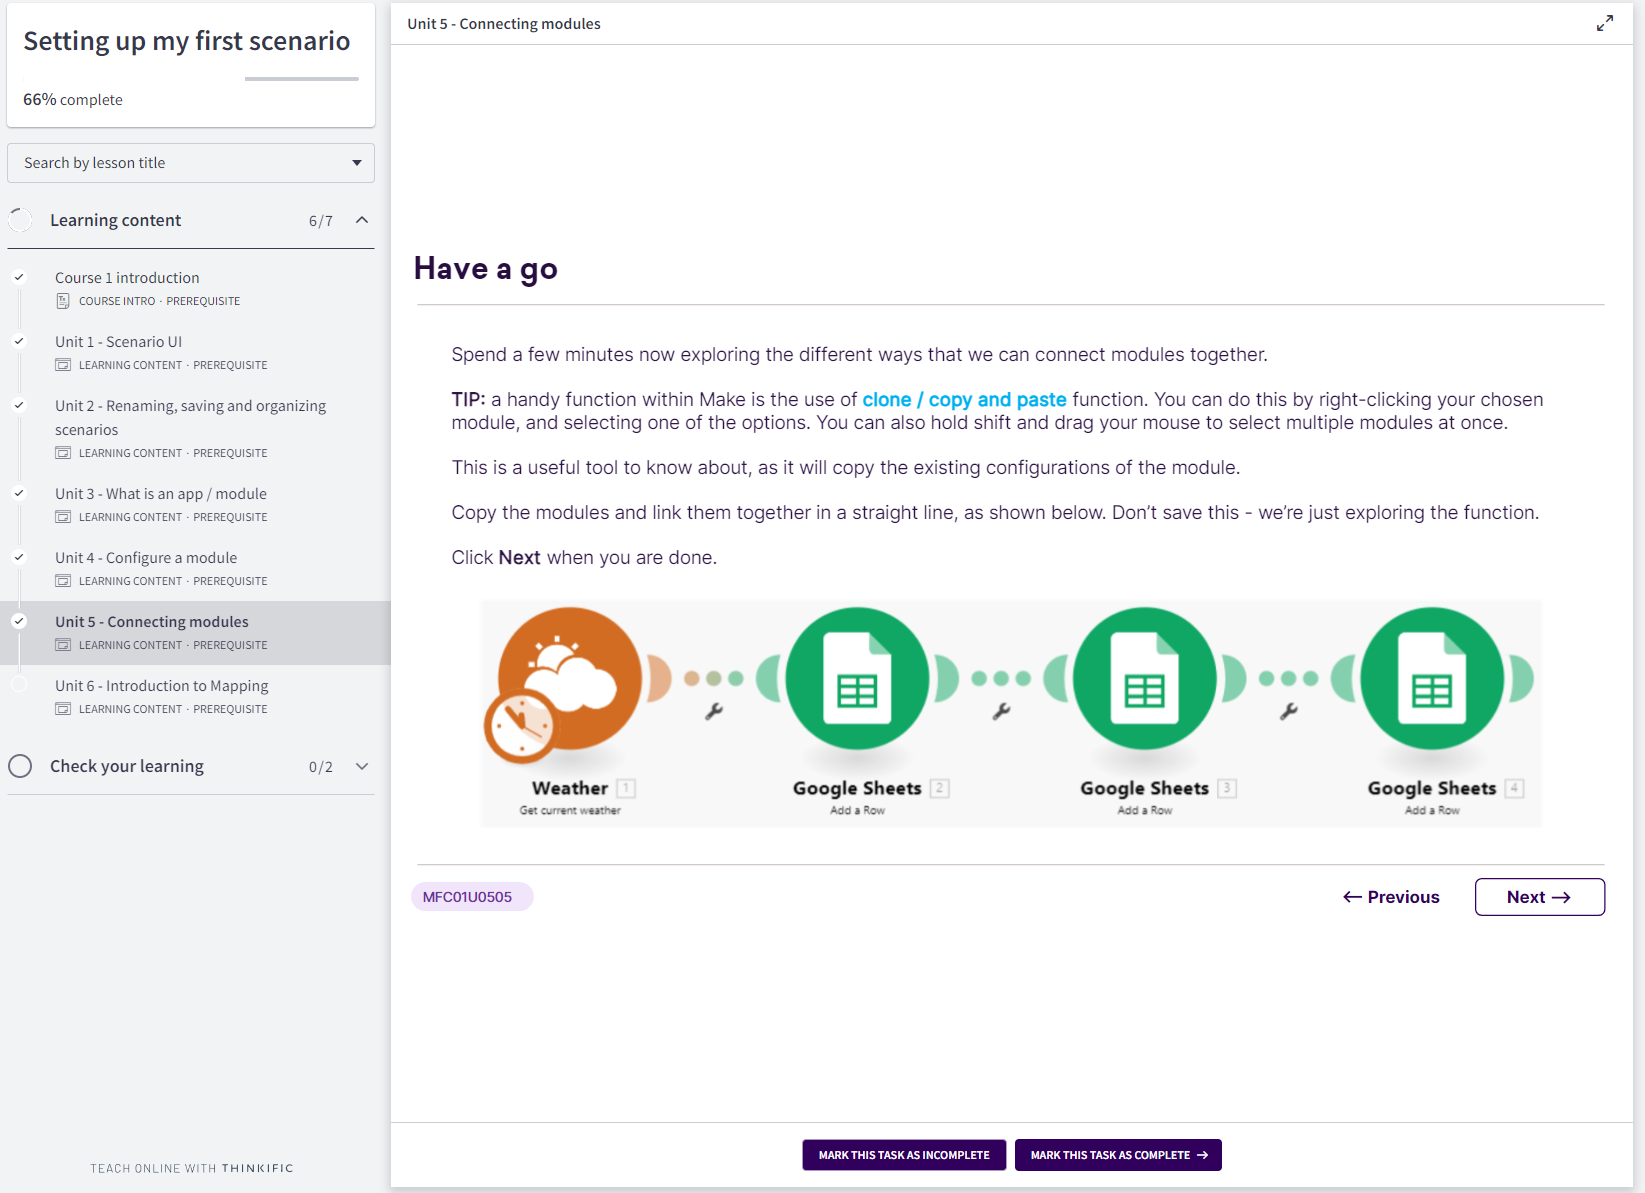 Setting up my first scenario
66% complete
Search by lesson title
Learning content 6/7
Course 1 introduction
COURSE INTRO · PREREQUISITE
Unit 1 - Scenario UI
LEARNING CONTENT · PREREQUISITE
Unit 2 - Renaming, saving and organizing
scenarios
LEARNING CONTENT · PREREQUISITE
Unit 3 - What is an app / module
LEARNING CONTENT · PREREQUISITE
Unit 4 - Configure a module
LEARNING CONTENT · PREREQUISITE
Unit 5 - Connecting modules
LEARNING CONTENT · PREREQUISITE
Unit 6 - Introduction to Mapping
LEARNING CONTENT · PREREQUISITE
Check your learning 0/2
TEACH ONLINE WITH THINKIFIC
Unit 5 - Connecting modules
Have a go
Spend a few minutes now exploring the different ways that we can connect modules together.
TIP: a handy function within Make is the use of clone / copy and paste function. You can do this by right-clicking your chosen
module, and selecting one of the options. You can also hold shift and drag your mouse to select multiple modules at once.
This is a useful tool to know about, as it will copy the existing configurations of the module.
Copy the modules and link them together in a straight line, as shown below. Don’t save this - we’re just exploring the function.
Click Next when you are done.
Weather 1 Google Sheets 2 Google Sheets 3 Google Sheets 4
Get current weather Add a Row Add a Row Add a Row
MFC01U0505 ← Previous Next →
MARK THIS TASK AS INCOMPLETE MARK THIS TASK AS COMPLETE →